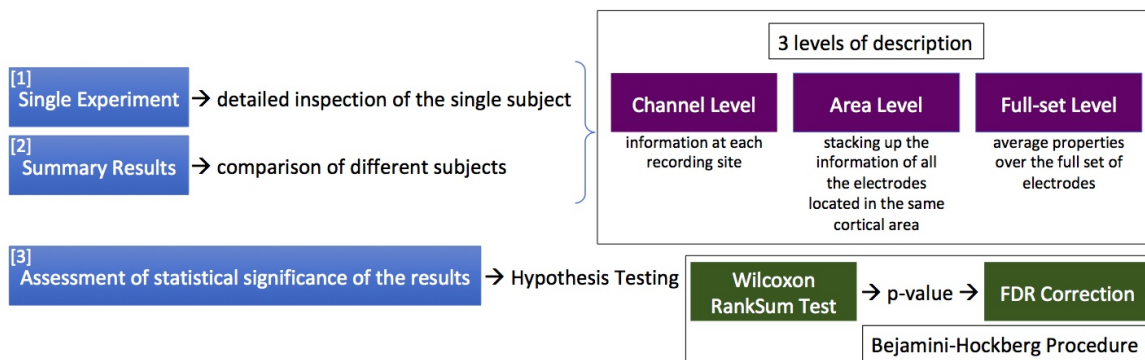 3 levels of description
[1]
Single Experiment → detailed inspection of the single subject
[2]
Summary Results → comparison of different subjects
Channel Level
information at each
recording site
Area Level
stacking up the
information of all
the electrodes
located in the same
cortical area
Full-set Level
average properties
over the full set of
electrodes
[3]
Assessment of statistical significance of the results → Hypothesis Testing
Wilcoxon
RankSum Test
→ p-value →
FDR Correction
Bejamini-Hockberg Procedure